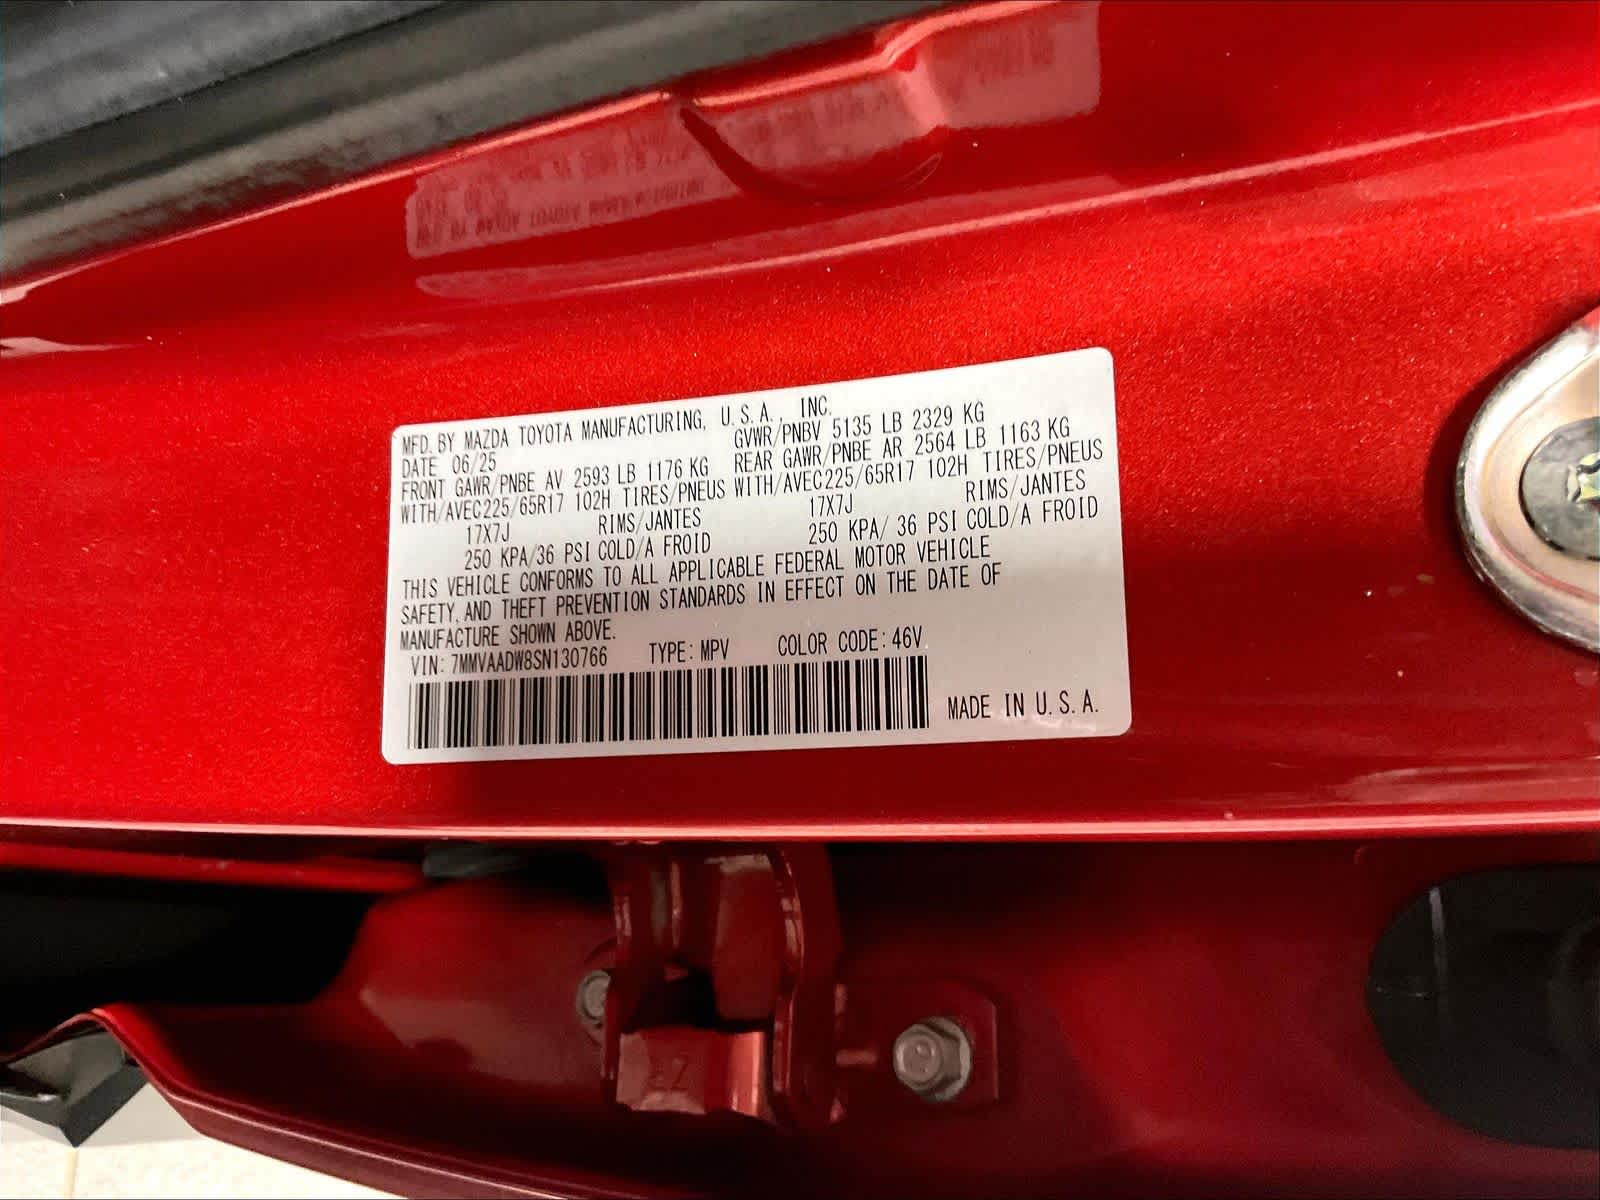 MFD. BY MAZDA TOYOTA MANUFACTURING, U.S.A., INC.
DATE 06/25 GVWR/PNBV 5135 LB 2329 KG
FRONT GAWR/PNBE AV 2593 LB 1176 KG REAR GAWR/PNBE AR 2564 LB 1163 KG
WITH/AVEC225/65R17 102H TIRES/PNEUS WITH/AVEC225/65R17 102H TIRES/PNEUS
17X7J RIMS/JANTES 17X7J RIMS/JANTES
250 KPA/36 PSI COLD/A FROID 250 KPA/ 36 PSI COLD/A FROID
THIS VEHICLE CONFORMS TO ALL APPLICABLE FEDERAL MOTOR VEHICLE
SAFETY, AND THEFT PREVENTION STANDARDS IN EFFECT ON THE DATE OF
MANUFACTURE SHOWN ABOVE.
VIN: 7MMVAADW8SN130766 TYPE: MPV COLOR CODE: 46V
MADE IN U.S.A.